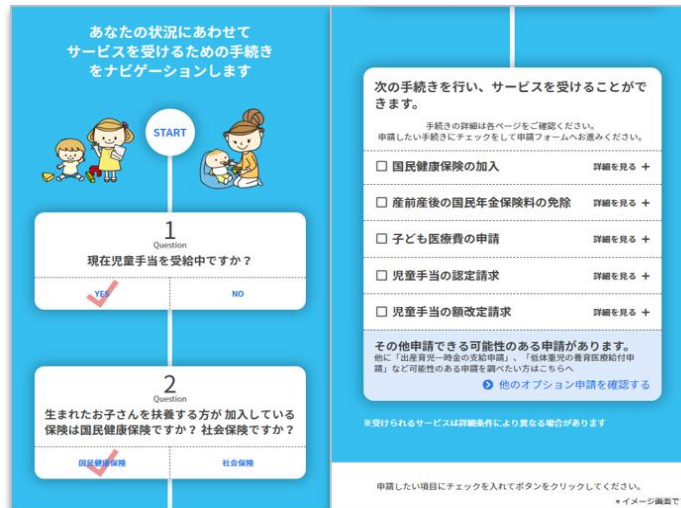 あなたの状況にあわせて
サービスを受けるための手続き
をナビゲーションします
START
1
Question
現在児童手当を受給中ですか？
YES
NO
2
Question
生まれたお子さんを扶養する方が 加入している
保険は国民健康保険ですか？ 社会保険ですか？
国民健康保険
社会保険
次の手続きを行い、サービスを受けることがで
きます。
手続きの詳細は各ページをご確認ください。
申請したい手続きにチェックをして申請フォームへお進みください。
国民健康保険の加入 詳細を見る ＋
産前産後の国民年金保険料の免除 詳細を見る ＋
子ども医療費の申請 詳細を見る ＋
児童手当の認定請求 詳細を見る ＋
児童手当の額改定請求 詳細を見る ＋
その他申請できる可能性のある申請があります。
他に「出産育児一時金の支給申請」、「低体重児の養育医療給付申
請」など可能性のある申請を調べたい方はこちらへ
他のオプション申請を確認する
※受けられるサービスは詳細条件により異なる場合があります
申請したい項目にチェックを入れてボタンをクリックしてください。
＊イメージ画面で